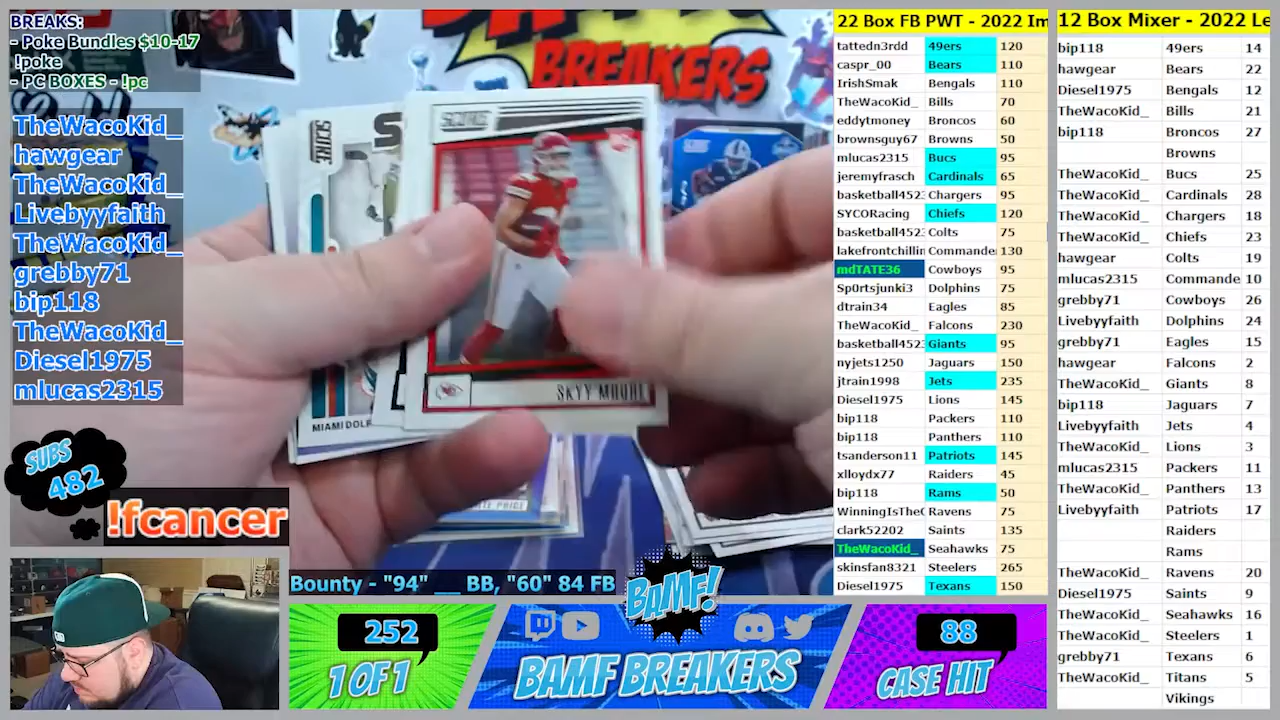 BREAKS:
- Poke Bundles $10-17
!poke
- PC BOXES - !pc
TheWacoKid_
hawgear
TheWacoKid_
Livebyyfaith
TheWacoKid_
grebby71
bip118
TheWacoKid_
Diesel1975
mlucas2315
SUBS
482
!fcancer
BREAKERS
SCORE
SCORE
SKYY MOORE
MIAMI DOLP
PRICE
Bounty - "94" __ BB, "60" 84 FB
BAMF!
252
1 OF 1
BAMF BREAKERS
88
CASE HIT
22 Box FB PWT - 2022 Im
tattedn3rdd 49ers 120
caspr_00 Bears 110
IrishSmak Bengals 110
TheWacoKid_ Bills 70
eddytmoney Broncos 60
brownsguy67 Browns 50
mlucas2315 Bucs 95
jeremyfrasch Cardinals 65
basketball452 Chargers 95
SYCORacing Chiefs 120
basketball452 Colts 75
lakefrontchillin Commande 130
mdTATE36 Cowboys 95
Sp0rtsjunki3 Dolphins 75
dtrain34 Eagles 85
TheWacoKid_ Falcons 230
basketball452 Giants 95
nyjets1250 Jaguars 150
jtrain1998 Jets 235
Diesel1975 Lions 145
bip118 Packers 110
bip118 Panthers 110
tsanderson11 Patriots 145
xlloydx77 Raiders 45
bip118 Rams 50
WinningIsThe Ravens 75
clark52202 Saints 135
TheWacoKid_ Seahawks 75
skinsfan8321 Steelers 265
Diesel1975 Texans 150
12 Box Mixer - 2022 Le
bip118 49ers 14
hawgear Bears 22
Diesel1975 Bengals 12
TheWacoKid_ Bills 21
bip118 Broncos 27
Browns
TheWacoKid_ Bucs 25
TheWacoKid_ Cardinals 28
TheWacoKid_ Chargers 18
TheWacoKid_ Chiefs 23
hawgear Colts 19
mlucas2315 Commande 10
grebby71 Cowboys 26
Livebyyfaith Dolphins 24
grebby71 Eagles 15
hawgear Falcons 2
TheWacoKid_ Giants 8
bip118 Jaguars 7
Livebyyfaith Jets 4
TheWacoKid_ Lions 3
mlucas2315 Packers 11
TheWacoKid_ Panthers 13
Livebyyfaith Patriots 17
Raiders
Rams
TheWacoKid_ Ravens 20
Diesel1975 Saints 9
TheWacoKid_ Seahawks 16
TheWacoKid_ Steelers 1
grebby71 Texans 6
TheWacoKid_ Titans 5
Vikings